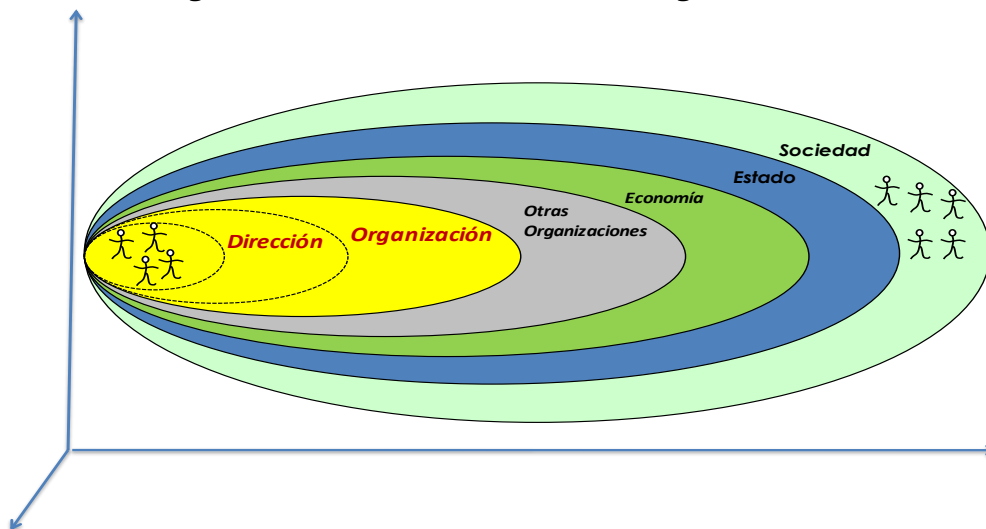 Sociedad
Estado
Economía
Otras
Organizaciones
Organización
Dirección